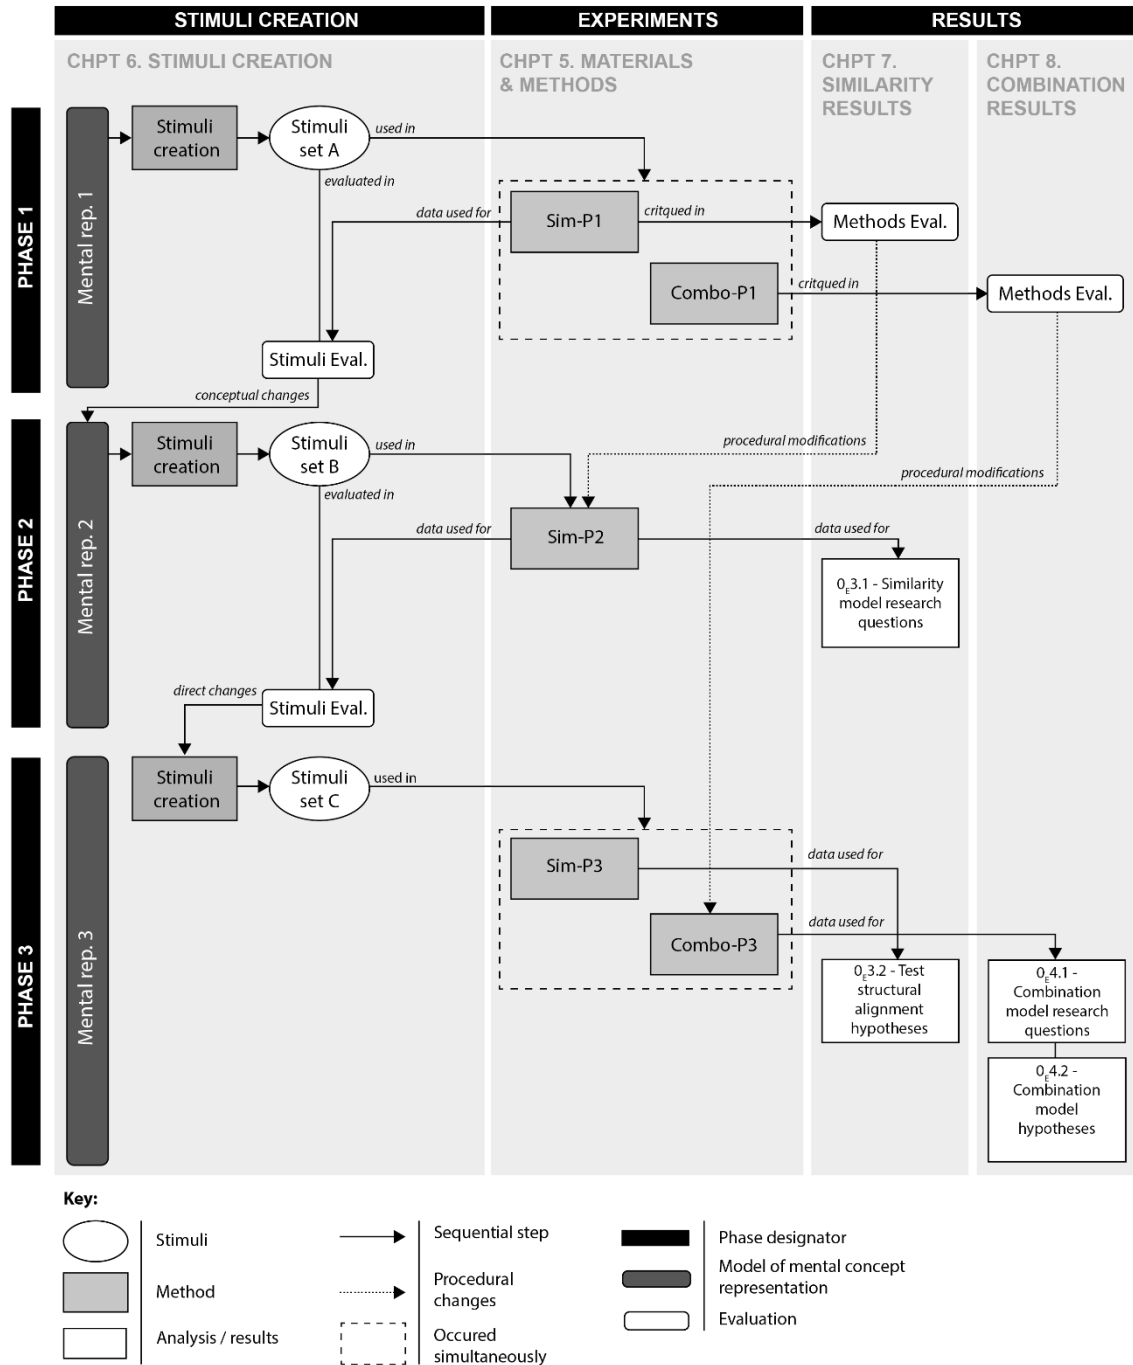 STIMULI CREATION
EXPERIMENTS
RESULTS
CHPT 6. STIMULI CREATION
CHPT 5. MATERIALS
& METHODS
CHPT 7.
SIMILARITY
RESULTS
CHPT 8.
COMBINATION
RESULTS
PHASE 1
Mental rep. 1
Stimuli
creation
Stimuli
set A
used in
evaluated in
data used for
Sim-P1
critqued in
Methods Eval.
Combo-P1
critqued in
Methods Eval.
Stimuli Eval.
conceptual changes
PHASE 2
Mental rep. 2
Stimuli
creation
Stimuli
set B
used in
evaluated in
procedural modifications
procedural modifications
data used for
Sim-P2
data used for
0E3.1 - Similarity
model research
questions
direct changes
Stimuli Eval.
PHASE 3
Mental rep. 3
Stimuli
creation
Stimuli
set C
used in
Sim-P3
data used for
Combo-P3
data used for
0E3.2 - Test
structural
alignment
hypotheses
0E4.1 -
Combination
model research
questions
0E4.2 -
Combination
model
hypotheses
Key:
Stimuli
Method
Analysis / results
Sequential step
Procedural
changes
Occured
simultaneously
Phase designator
Model of mental concept
representation
Evaluation